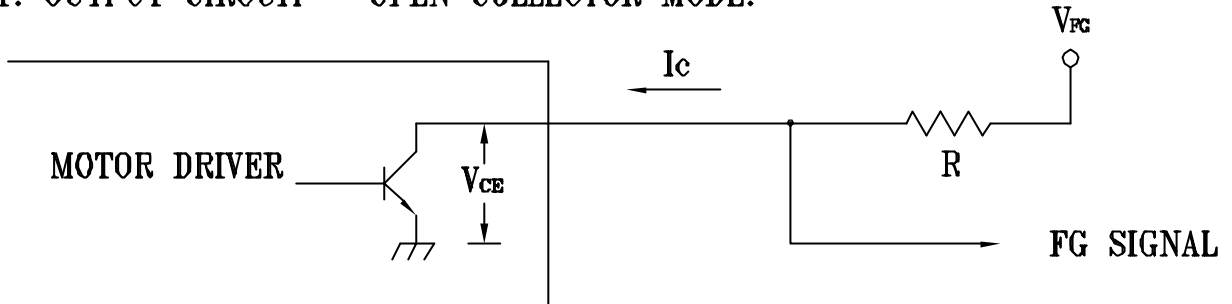 OUTPUT CIRCUIT OPEN COLLECTOR MODE:
VFG
Ic
MOTOR DRIVER
VCE
R
FG SIGNAL